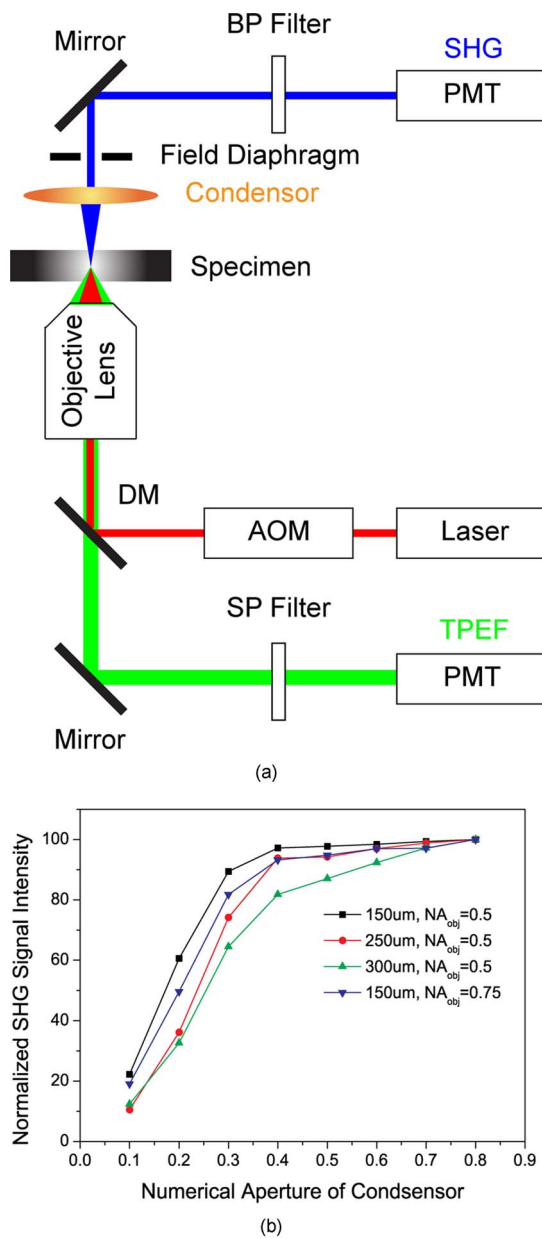 BP Filter
SHG
Mirror
PMT
Field Diaphragm
Condensor
Specimen
Objective
Lens
DM
AOM
Laser
SP Filter
TPEF
PMT
Mirror
(a)
Normalized SHG Signal Intensity
100
80
60
40
20
0
150um, NAobj=0.5
250um, NAobj=0.5
300um, NAobj=0.5
150um, NAobj=0.75
0.0 0.1 0.2 0.3 0.4 0.5 0.6 0.7 0.8 0.9
Numerical Aperture of Condsensor
(b)